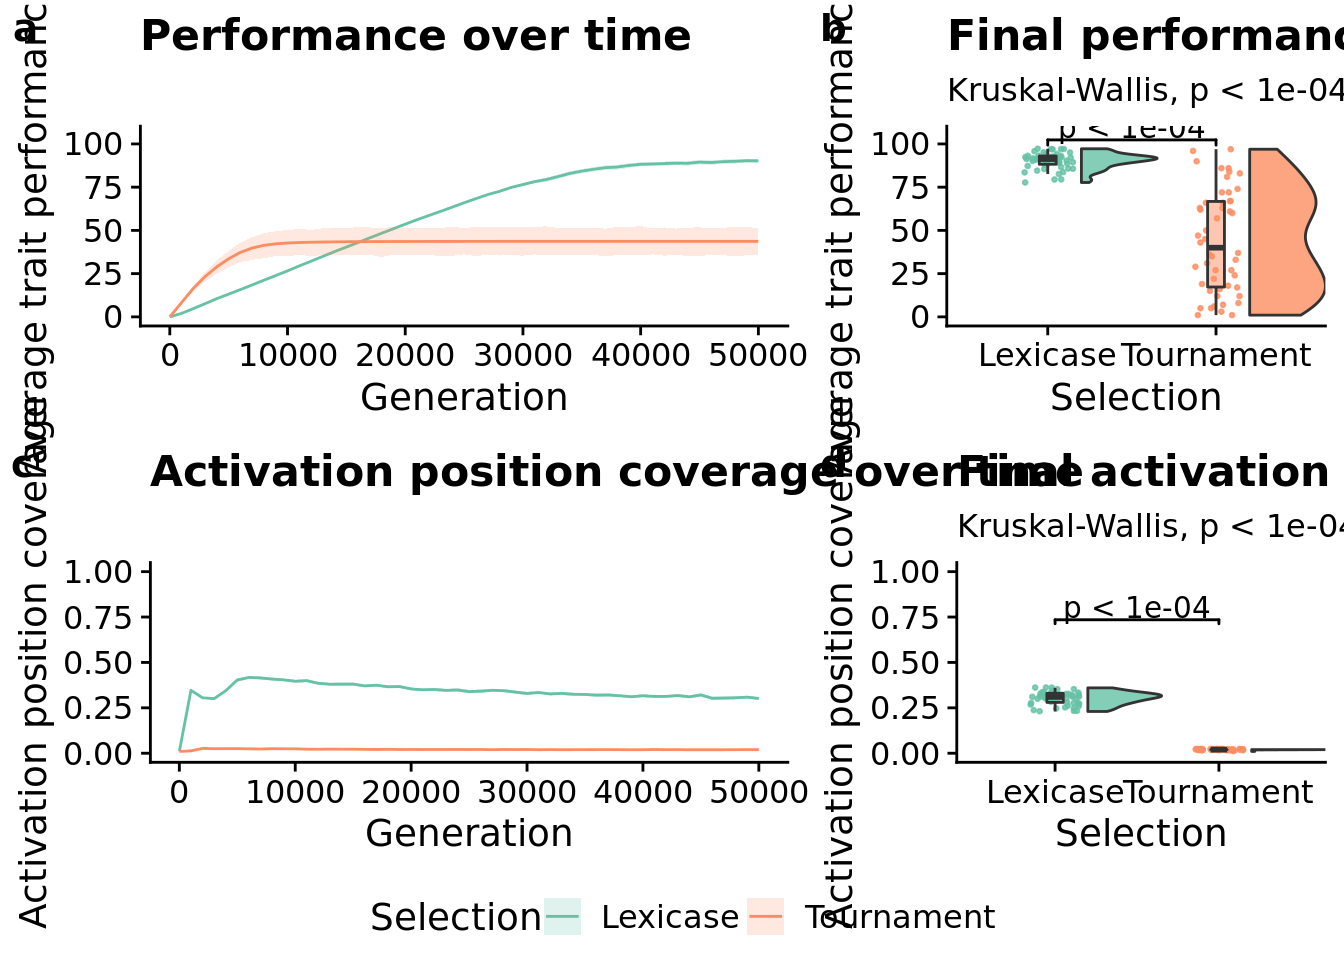 a
Performance over time
Average trait performanc
100
75
50
25
0
0 10000 20000 30000 40000 50000
Generation
b
Final performanc
Kruskal-Wallis, p < 1e-04
Average trait performanc
p < 1e-04
100
75
50
25
0
Lexicase Tournament
Selection
c
Activation position coverage over time
Activation position coverage
1.00
0.75
0.50
0.25
0.00
0 10000 20000 30000 40000 50000
Generation
d
Final activation
Kruskal-Wallis, p < 1e-04
Activation position coverage
p < 1e-04
1.00
0.75
0.50
0.25
0.00
Lexicase Tournament
Selection
Selection Lexicase Tournament